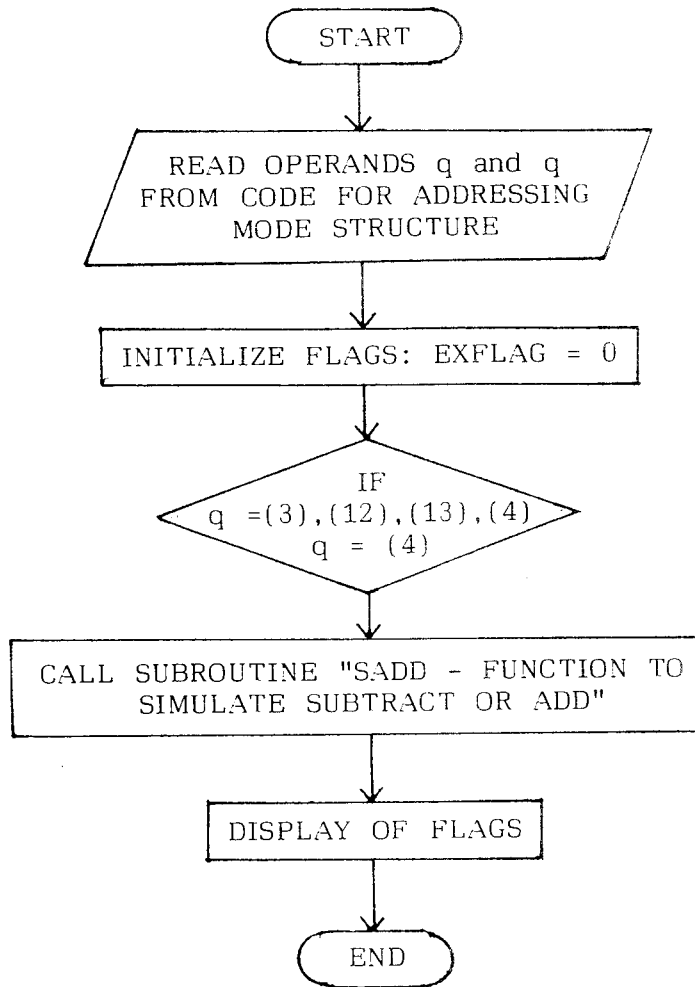 START
READ OPERANDS q and q
FROM CODE FOR ADDRESSING
MODE STRUCTURE
INITIALIZE FLAGS: EXFLAG = 0
IF
q =(3),(12),(13),(4)
q = (4)
CALL SUBROUTINE "SADD - FUNCTION TO
SIMULATE SUBTRACT OR ADD"
DISPLAY OF FLAGS
END